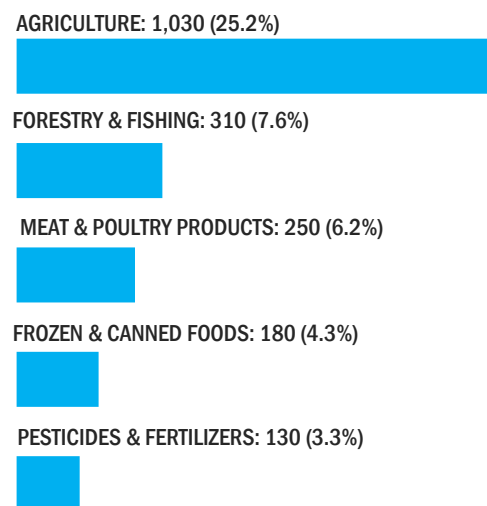 AGRICULTURE: 1,030 (25.2%)
FORESTRY & FISHING: 310 (7.6%)
MEAT & POULTRY PRODUCTS: 250 (6.2%)
FROZEN & CANNED FOODS: 180 (4.3%)
PESTICIDES & FERTILIZERS: 130 (3.3%)